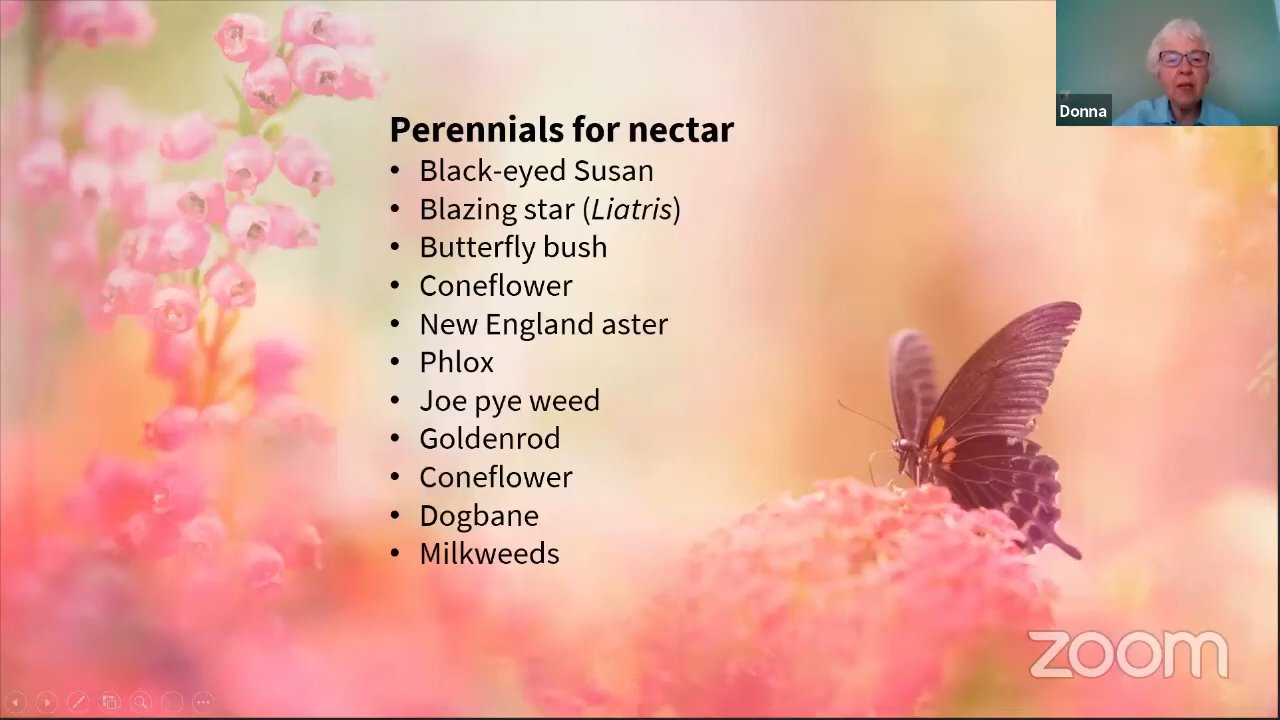 Donna
Perennials for nectar
• Black-eyed Susan
• Blazing star (Liatris)
• Butterfly bush
• Coneflower
• New England aster
• Phlox
• Joe pye weed
• Goldenrod
• Coneflower
• Dogbane
• Milkweeds
zoom